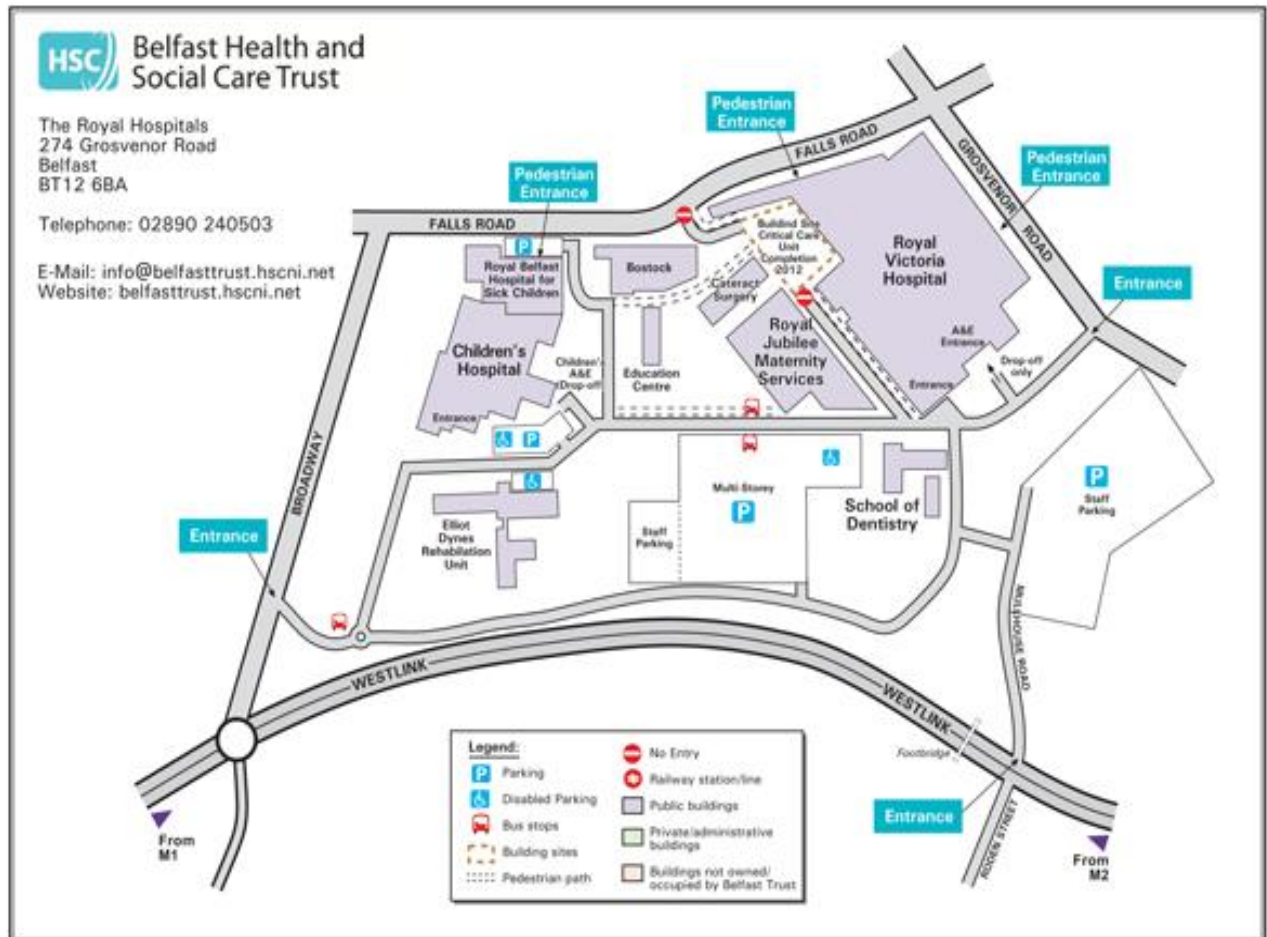 HSC
Belfast Health and
Social Care Trust
The Royal Hospitals
274 Grosvenor Road
Belfast
BT12 6BA
Telephone: 02890 240503
E-Mail: info@belfasttrust.hscni.net
Website: belfasttrust.hscni.net
Pedestrian
Entrance
FALLS ROAD
GROSVENOR
ROAD
Pedestrian
Entrance
Pedestrian
Entrance
FALLS ROAD
P
Royal Belfast
Hospital for
Sick Children
Bostock
Critical Care
Unit
Completion
2012
Cateract
Surgery
Royal
Victoria
Hospital
Entrance
Children's
Hospital
Children's
A&E
Drop-off
Education
Centre
Royal
Jubilee
Maternity
Services
A&E
Entrance
Drop-off
only
Entrance
Entrance
P
BROADWAY
Entrance
Elliot
Dynes
Rehabilation
Unit
Staff
Parking
Multi-Storey
P
School of
Dentistry
P
Staff
Parking
ROAD
WESTLINK
WESTLINK
Footbridge
Entrance
RODEN STREET
From
M1
From
M2
Legend:
P Parking
Disabled Parking
Bus stops
Building sites
Pedestrian path
No Entry
Railway station/line
Public buildings
Private/administrative
buildings
Buildings not owned/
occupied by Belfast Trust